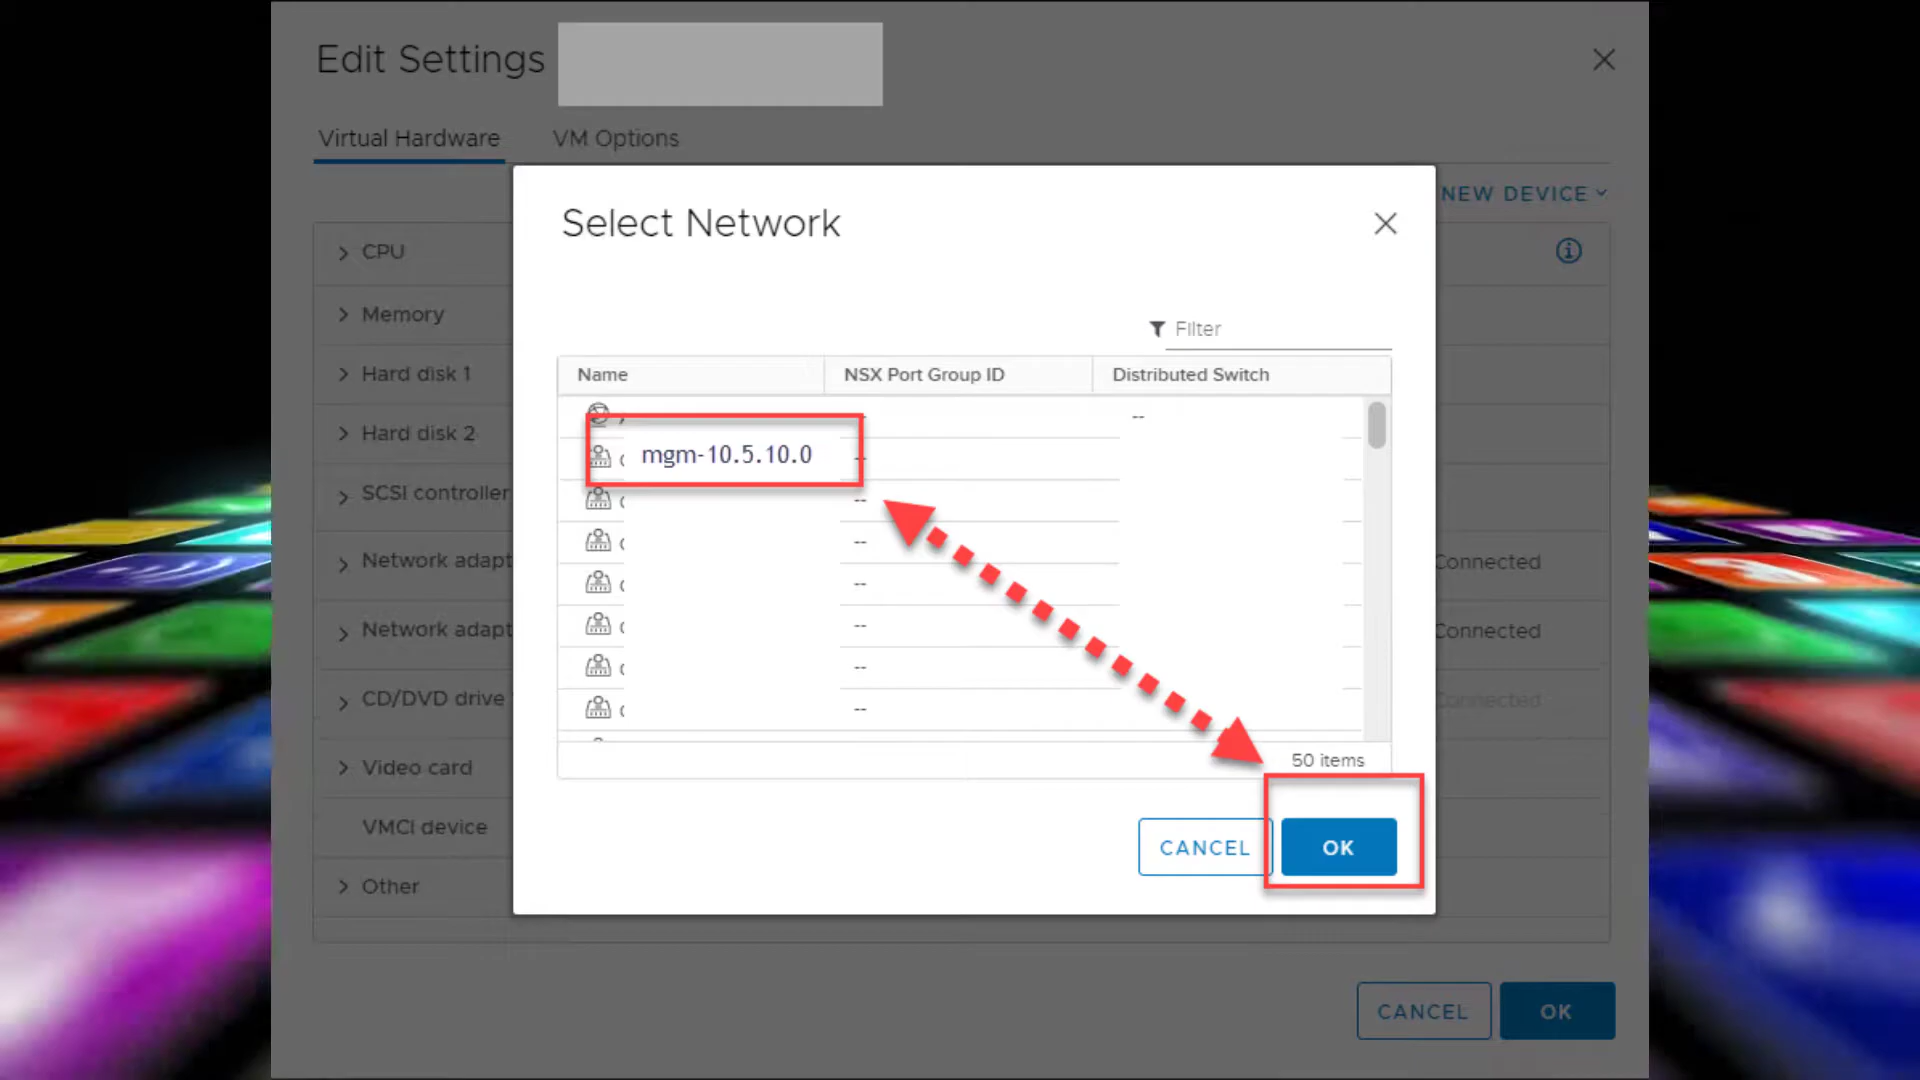 Edit Settings
Virtual Hardware
VM Options
NEW DEVICE
CPU
Memory
Hard disk 1
Hard disk 2
SCSI controller
Network adapt
Connected
Network adapt
Connected
CD/DVD drive
Connected
Video card
VMCI device
Other
Select Network
Filter
Name NSX Port Group ID Distributed Switch
--
mgm-10.5.10.0 --
--
--
--
--
--
--
50 items
CANCEL OK
CANCEL OK